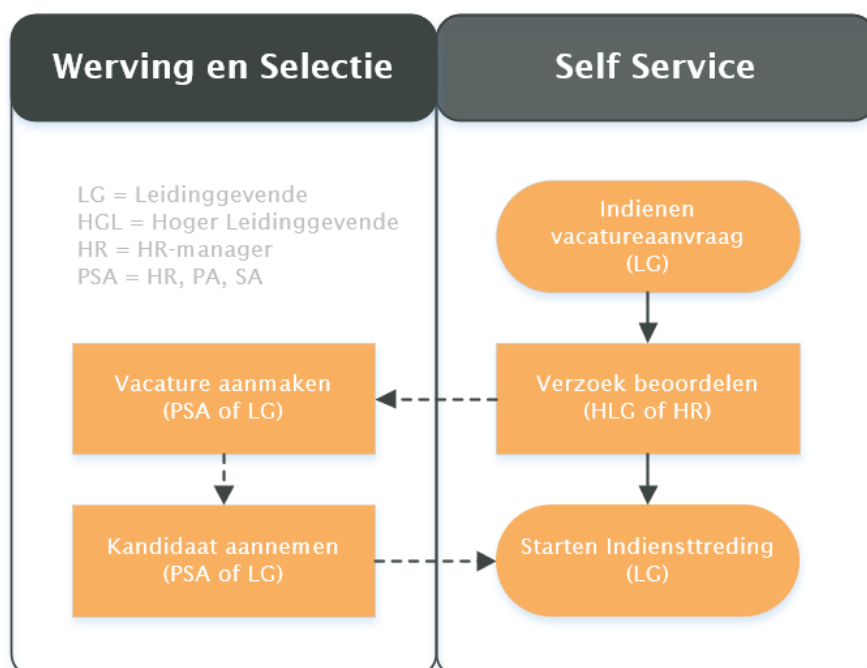 Werving en Selectie
Self Service
LG = Leidinggevende
HGL = Hoger Leidinggevende
HR = HR-manager
PSA = HR, PA, SA
Indienen
vacatureaanvraag
(LG)
Vacature aanmaken
(PSA of LG)
Verzoek beoordelen
(HLG of HR)
Kandidaat aannemen
(PSA of LG)
Starten Indiensttreding
(LG)